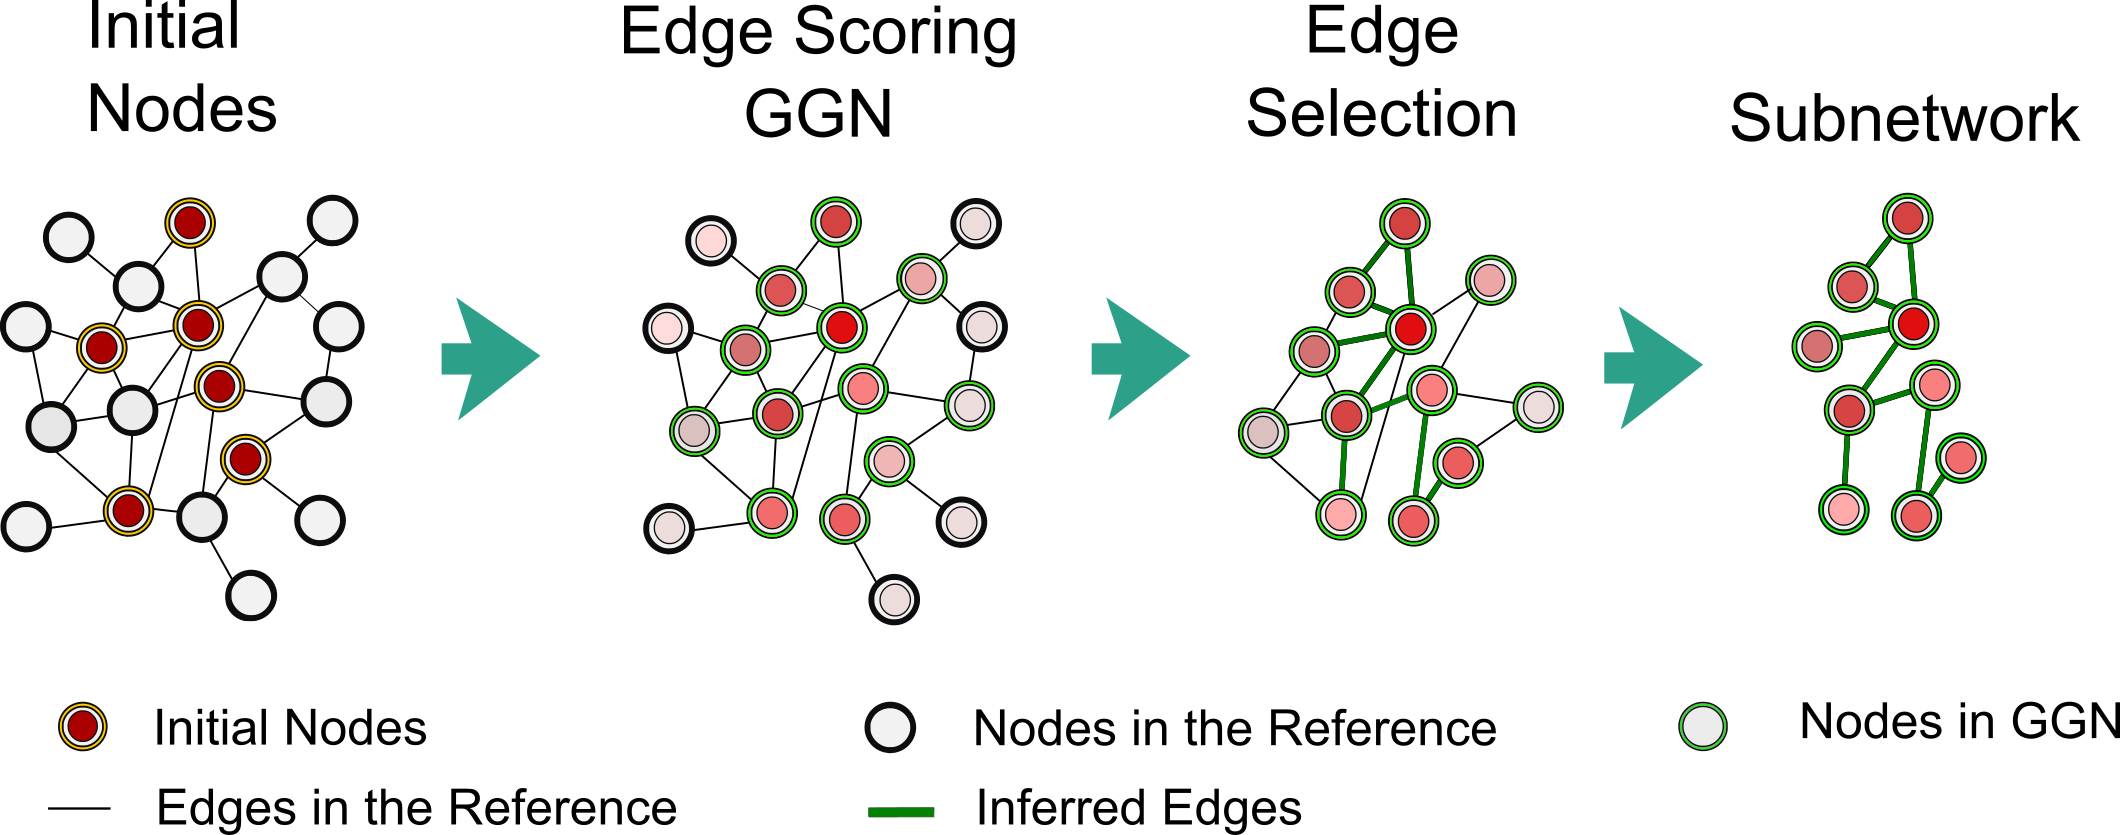 Initial
Nodes
Edge Scoring
GGN
Edge
Selection
Subnetwork
Initial Nodes
Nodes in the Reference
Nodes in GGN
Edges in the Reference
Inferred Edges